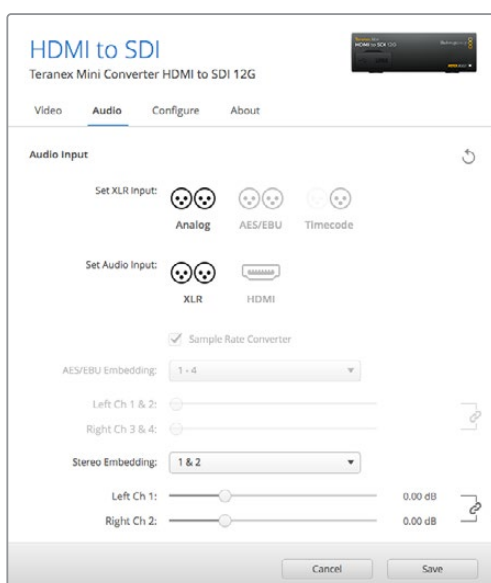 HDMI to SDI
Teranex Mini Converter HDMI to SDI 12G
Video Audio Configure About
Audio Input
Set XLR Input:
Analog AES/EBU Timecode
Set Audio Input:
XLR HDMI
Sample Rate Converter
AES/EBU Embedding: 1 - 4
Left Ch 1 & 2:
Right Ch 3 & 4:
Stereo Embedding: 1 & 2
Left Ch 1: 0.00 dB
Right Ch 2: 0.00 dB
Cancel Save